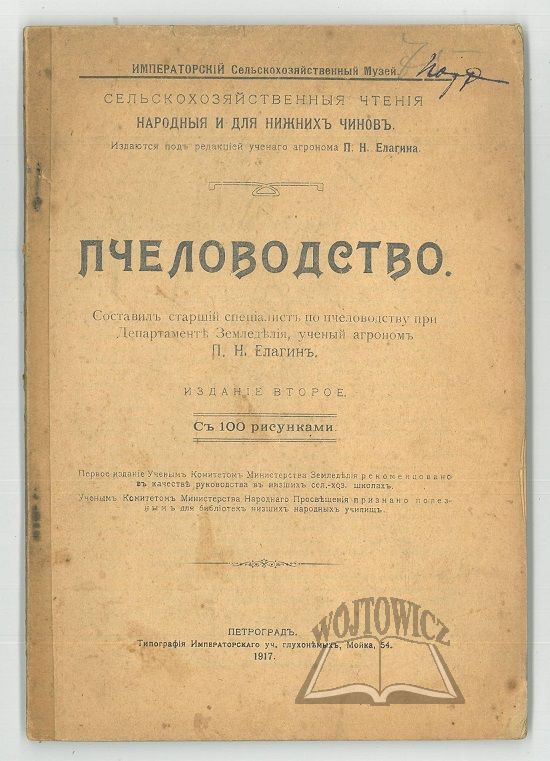 ИМПЕРАТОРСКІЙ Сельскохозяйственный Музей.
СЕЛЬСКОХОЗЯЙСТВЕННЫЯ ЧТЕНІЯ
НАРОДНЫЯ И ДЛЯ НИЖНИХЪ ЧИНОВЪ.
Издаются подъ редакціей ученаго агронома П. Н. Елагина.
ПЧЕЛОВОДСТВО.
Составилъ старшій спеціалистъ по пчеловодству при
Департаментѣ Земледѣлія, ученый агрономъ
П. Н. Елагинъ.
ИЗДАНІЕ ВТОРОЕ.
Съ 100 рисунками.
Первое изданіе Ученымъ Комитетомъ Министерства Земледѣлія рекомендовано
въ качествѣ руководства въ низшихъ сел.-хоз. школахъ.
Ученымъ Комитетомъ Министерства Народнаго Просвѣщенія признано полез-
нымъ для библіотекъ низшихъ народныхъ училищъ.
ПЕТРОГРАДЪ.
Типографія Императорскаго уч. глухонѣмыхъ, Мойка, 54.
1917.
WÓJTOWICZ